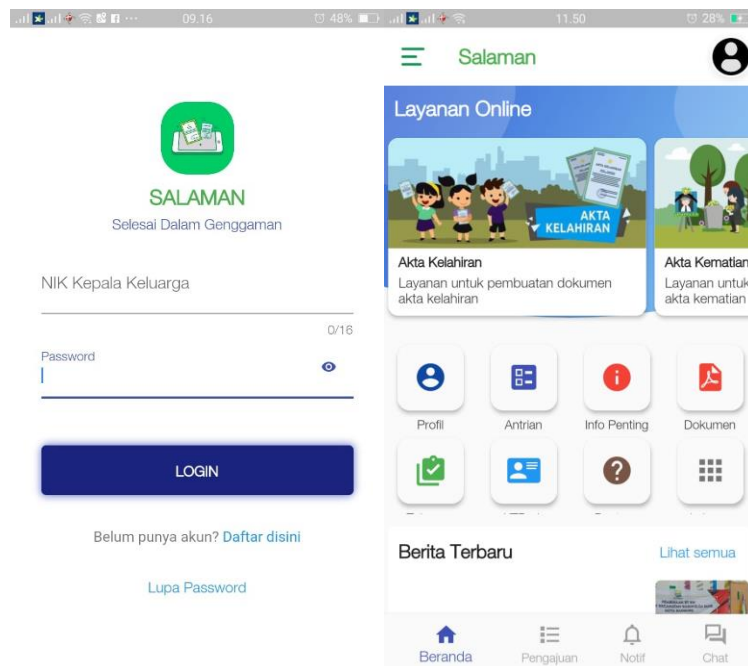 09.16
48%
SALAMAN
Selesai Dalam Genggaman
NIK Kepala Keluarga
0/16
Password
LOGIN
Belum punya akun? Daftar disini
Lupa Password
11.50
28%
Salaman
Layanan Online
AKTA
KELAHIRAN
Akta Kelahiran
Layanan untuk pembuatan dokumen
akta kelahiran
Akta Kematian
Layanan untuk
akta kematian
Profil
Antrian
Info Penting
Dokumen
Berita Terbaru
Lihat semua
Beranda
Pengajuan
Notif
Chat